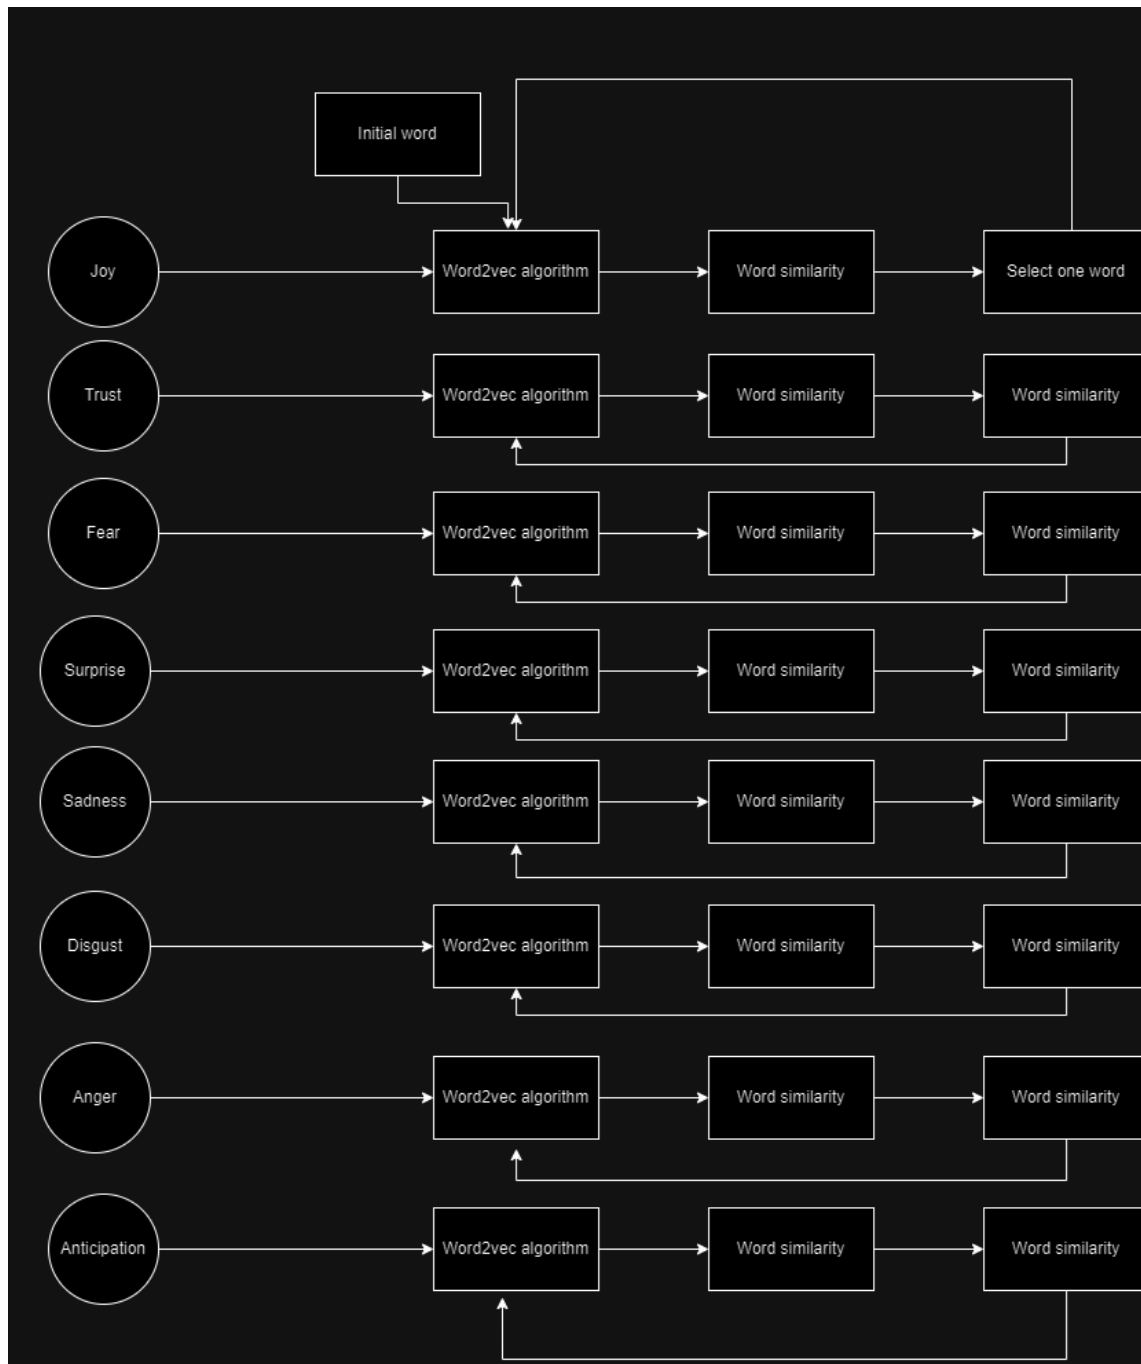 Initial word
Joy
Word2vec algorithm
Word similarity
Select one word
Trust
Word2vec algorithm
Word similarity
Word similarity
Fear
Word2vec algorithm
Word similarity
Word similarity
Surprise
Word2vec algorithm
Word similarity
Word similarity
Sadness
Word2vec algorithm
Word similarity
Word similarity
Disgust
Word2vec algorithm
Word similarity
Word similarity
Anger
Word2vec algorithm
Word similarity
Word similarity
Anticipation
Word2vec algorithm
Word similarity
Word similarity